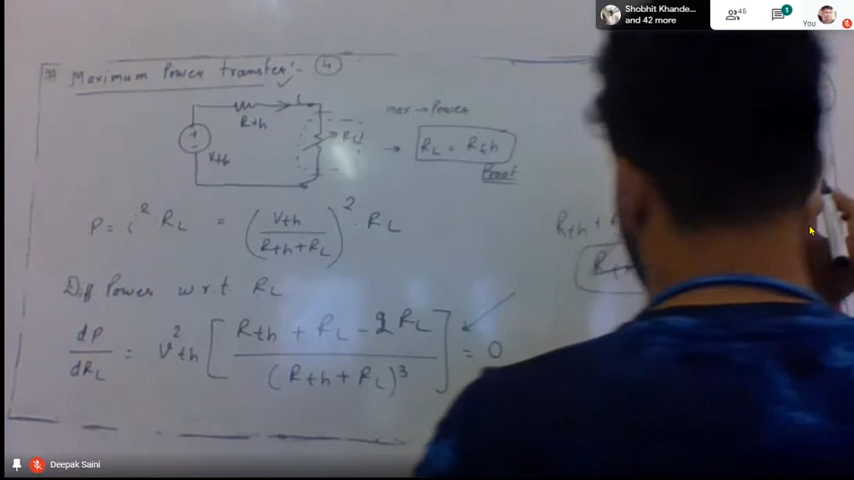 Shobhit Khande...
and 42 more
45
1
You
# Maximum Power transfer :- (4)
i
Rth
RL
Vth
max → Power
→ RL = Rth
Proof
P = i² RL = (Vth / (Rth + RL))² . RL
Rth +
Diff. Power w.r.t. RL
dP/dRL = V²th [ (Rth + RL - 2RL) / (Rth + RL)³ ] = 0
Deepak Saini